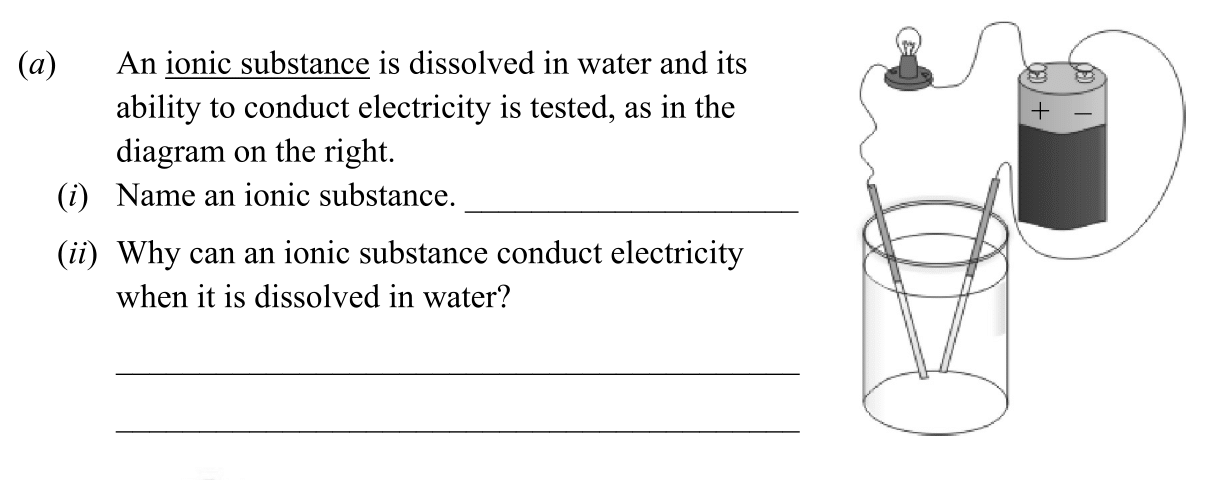 (a) An ionic substance is dissolved in water and its
ability to conduct electricity is tested, as in the
diagram on the right.
(i) Name an ionic substance. ____________________
(ii) Why can an ionic substance conduct electricity
when it is dissolved in water?
+ −